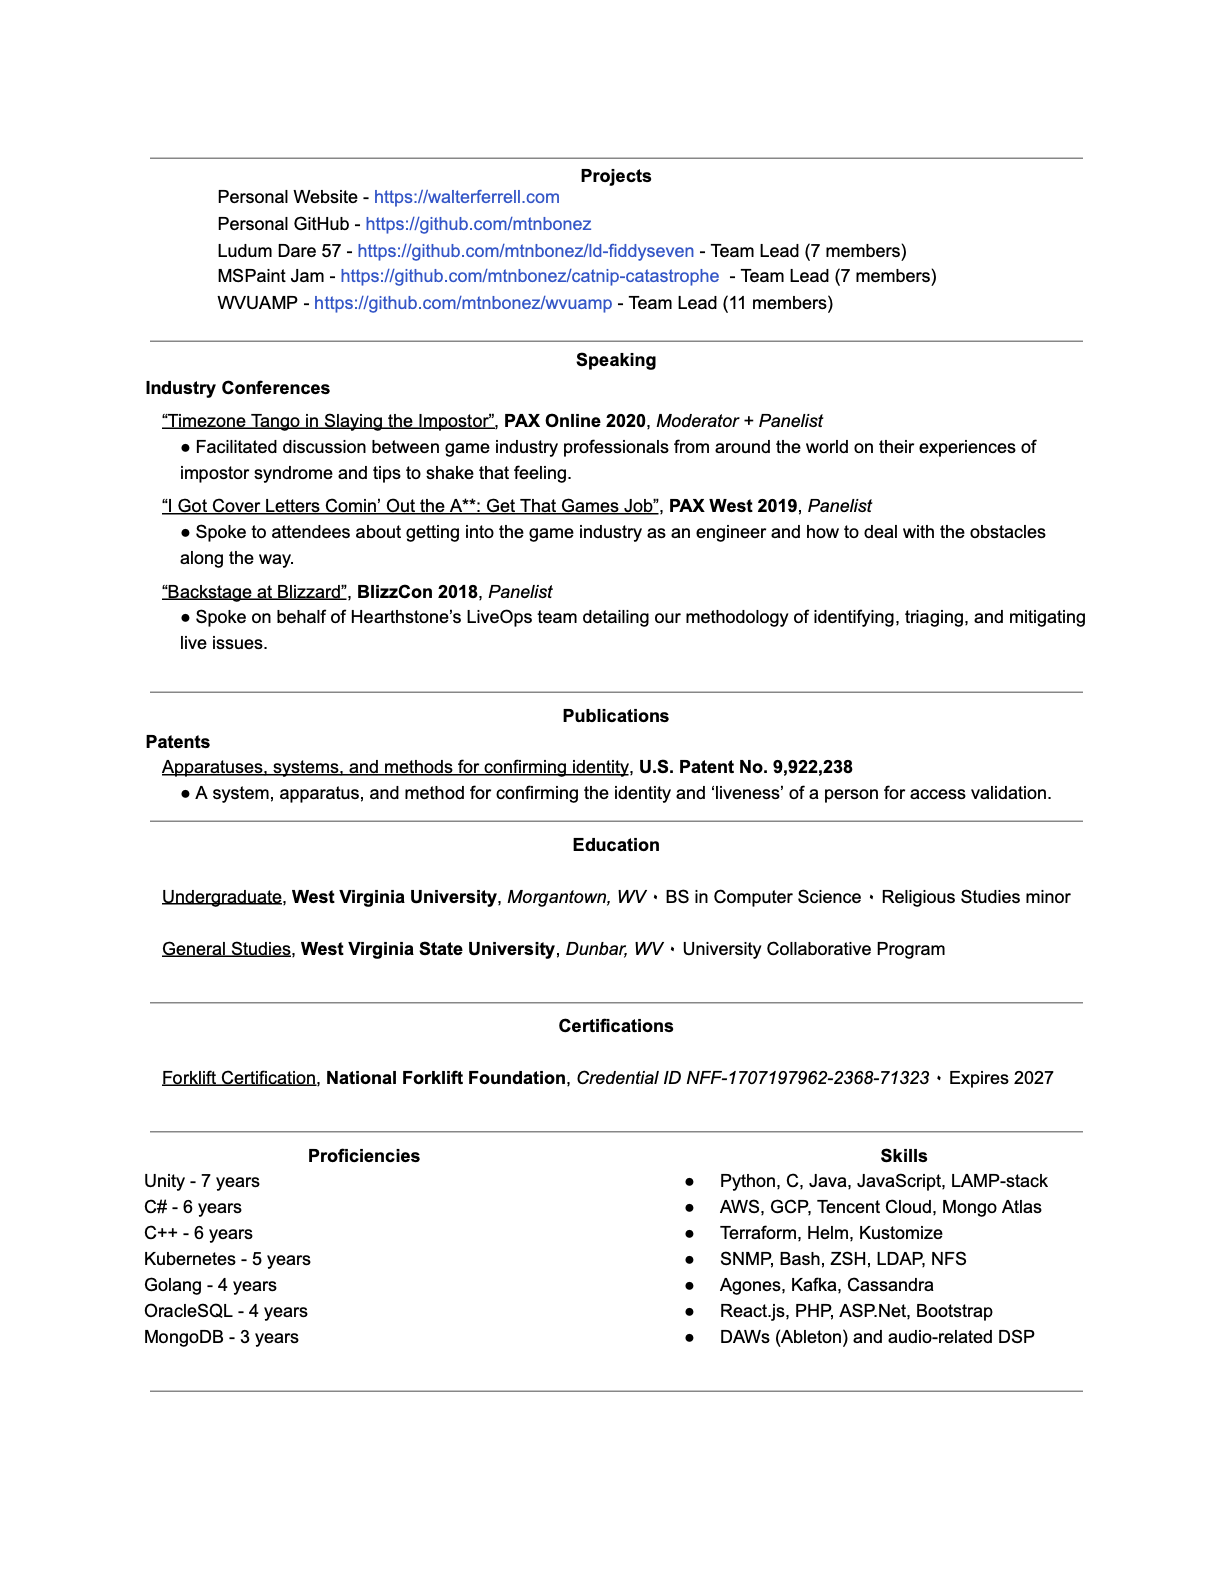 Projects
Personal Website - https://walterferrell.com
Personal GitHub - https://github.com/mtnbonez
Ludum Dare 57 - https://github.com/mtnbonez/ld-fiddyseven - Team Lead (7 members)
MSPaint Jam - https://github.com/mtnbonez/catnip-catastrophe - Team Lead (7 members)
WVUAMP - https://github.com/mtnbonez/wvuamp - Team Lead (11 members)
Speaking
Industry Conferences
“Timezone Tango in Slaying the Impostor”, PAX Online 2020, Moderator + Panelist
● Facilitated discussion between game industry professionals from around the world on their experiences of
impostor syndrome and tips to shake that feeling.
“I Got Cover Letters Comin’ Out the A**: Get That Games Job”, PAX West 2019, Panelist
● Spoke to attendees about getting into the game industry as an engineer and how to deal with the obstacles
along the way.
“Backstage at Blizzard”, BlizzCon 2018, Panelist
● Spoke on behalf of Hearthstone’s LiveOps team detailing our methodology of identifying, triaging, and mitigating
live issues.
Publications
Patents
Apparatuses, systems, and methods for confirming identity, U.S. Patent No. 9,922,238
● A system, apparatus, and method for confirming the identity and ‘liveness’ of a person for access validation.
Education
Undergraduate, West Virginia University, Morgantown, WV · BS in Computer Science · Religious Studies minor
General Studies, West Virginia State University, Dunbar, WV · University Collaborative Program
Certifications
Forklift Certification, National Forklift Foundation, Credential ID NFF-1707197962-2368-71323 · Expires 2027
Proficiencies
Unity - 7 years
C# - 6 years
C++ - 6 years
Kubernetes - 5 years
Golang - 4 years
OracleSQL - 4 years
MongoDB - 3 years
Skills
● Python, C, Java, JavaScript, LAMP-stack
● AWS, GCP, Tencent Cloud, Mongo Atlas
● Terraform, Helm, Kustomize
● SNMP, Bash, ZSH, LDAP, NFS
● Agones, Kafka, Cassandra
● React.js, PHP, ASP.Net, Bootstrap
● DAWs (Ableton) and audio-related DSP